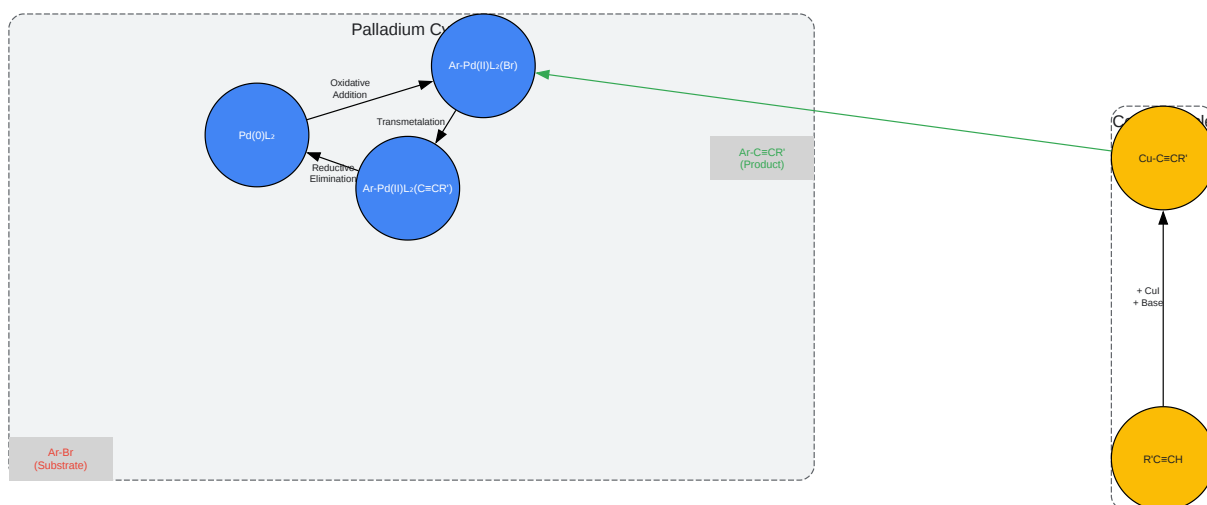 Palladium
Ar-Pd(II)L₂(Br)
Oxidative
Addition
Pd(0)L₂
Transmetalation
Reductive
Elimination
Ar-Pd(II)L₂(C≡CR')
Ar-C≡CR'
(Product)
Cu-C≡CR'
+ CuI
+ Base
Ar-Br
(Substrate)
R'C≡CH